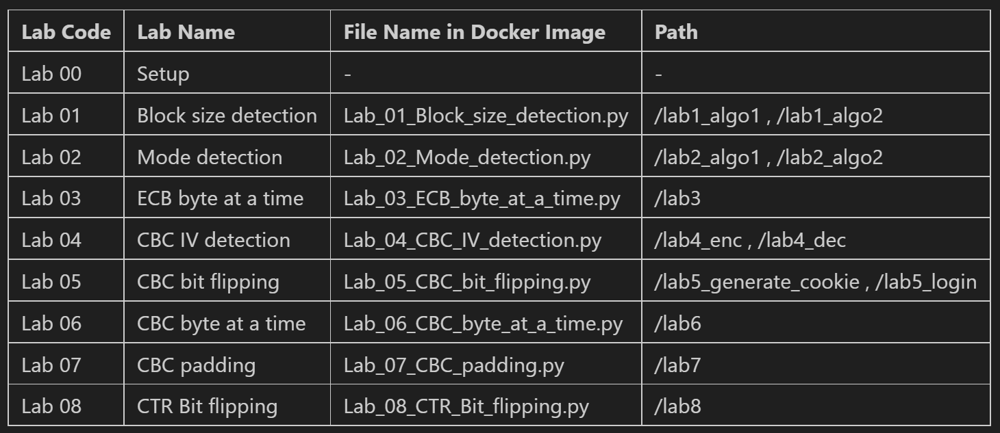 Lab Code Lab Name File Name in Docker Image Path
Lab 00 Setup - -
Lab 01 Block size detection Lab_01_Block_size_detection.py /lab1_algo1 , /lab1_algo2
Lab 02 Mode detection Lab_02_Mode_detection.py /lab2_algo1 , /lab2_algo2
Lab 03 ECB byte at a time Lab_03_ECB_byte_at_a_time.py /lab3
Lab 04 CBC IV detection Lab_04_CBC_IV_detection.py /lab4_enc , /lab4_dec
Lab 05 CBC bit flipping Lab_05_CBC_bit_flipping.py /lab5_generate_cookie , /lab5_login
Lab 06 CBC byte at a time Lab_06_CBC_byte_at_a_time.py /lab6
Lab 07 CBC padding Lab_07_CBC_padding.py /lab7
Lab 08 CTR Bit flipping Lab_08_CTR_Bit_flipping.py /lab8